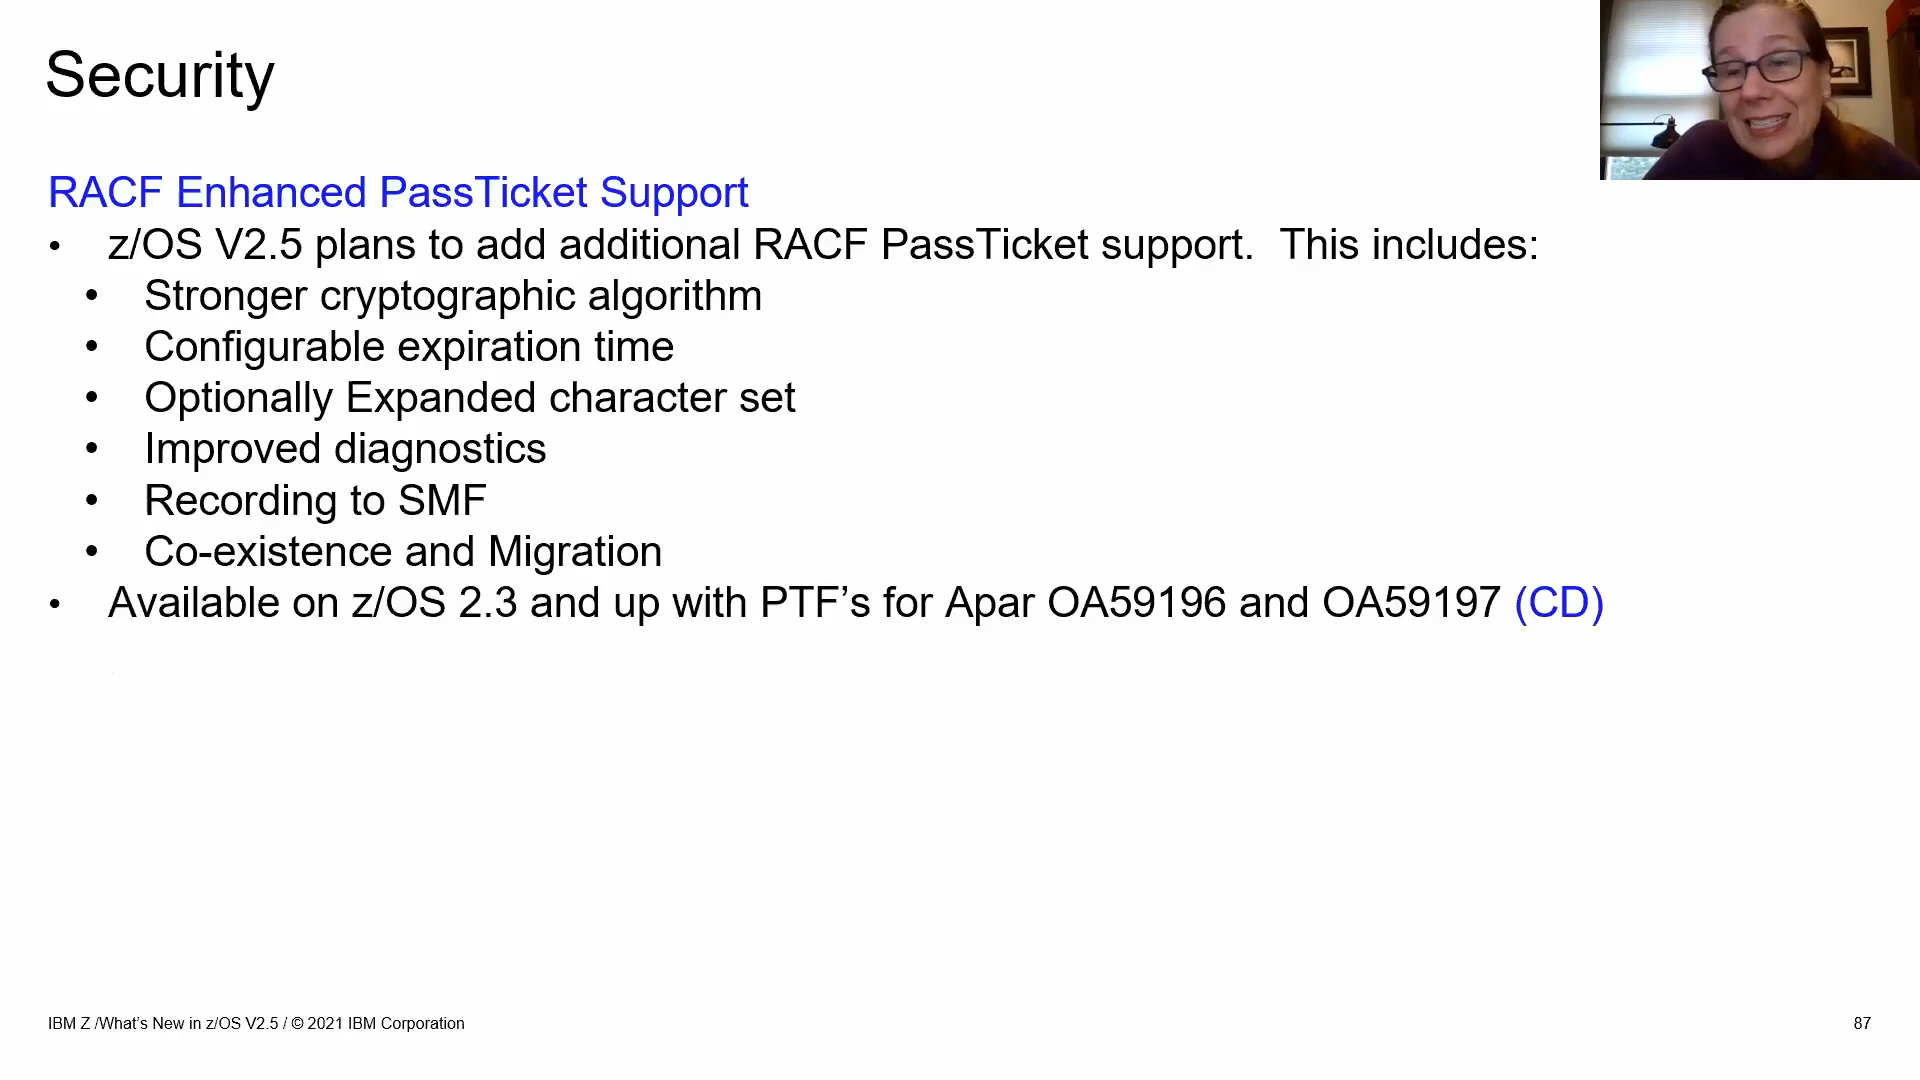 Security
RACF Enhanced PassTicket Support
• z/OS V2.5 plans to add additional RACF PassTicket support.  This includes:
• Stronger cryptographic algorithm
• Configurable expiration time
• Optionally Expanded character set
• Improved diagnostics
• Recording to SMF
• Co-existence and Migration
• Available on z/OS 2.3 and up with PTF’s for Apar OA59196 and OA59197 (CD)
IBM Z /What’s New in z/OS V2.5 / © 2021 IBM Corporation
87